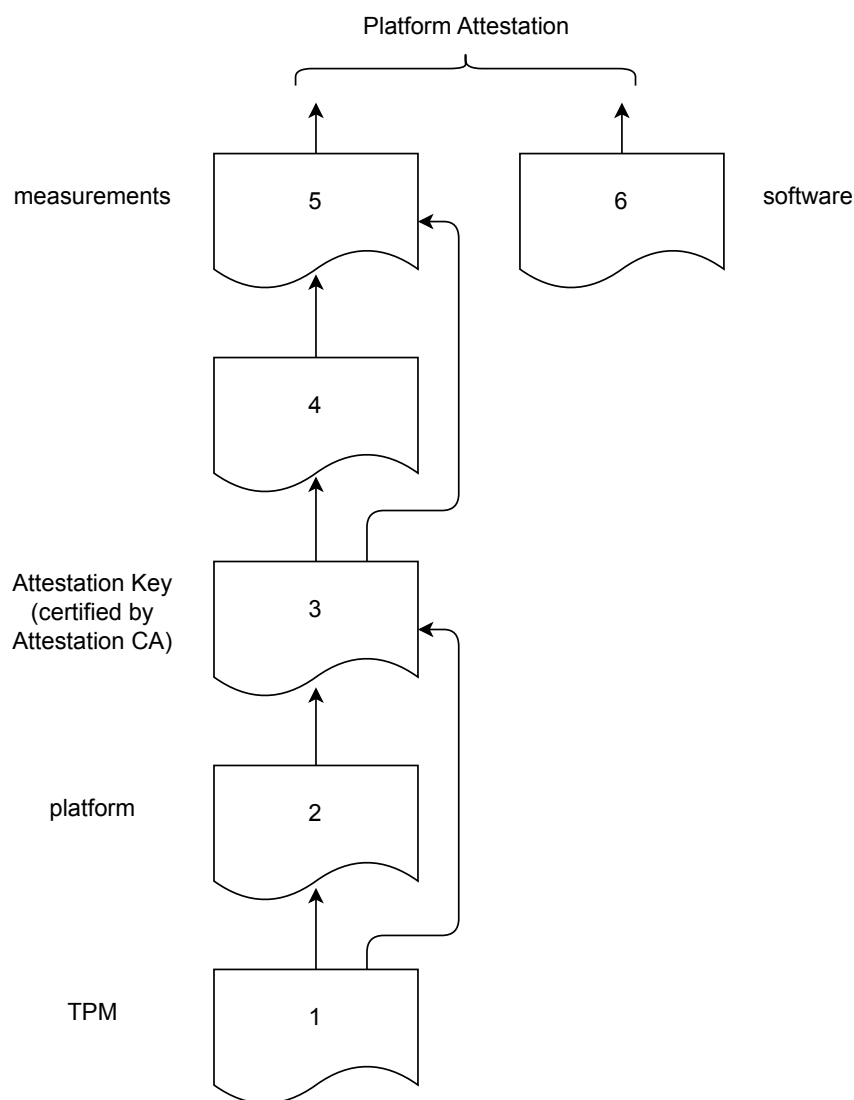 Platform Attestation
measurements
5
6
software
4
Attestation Key
(certified by
Attestation CA)
3
platform
2
TPM
1